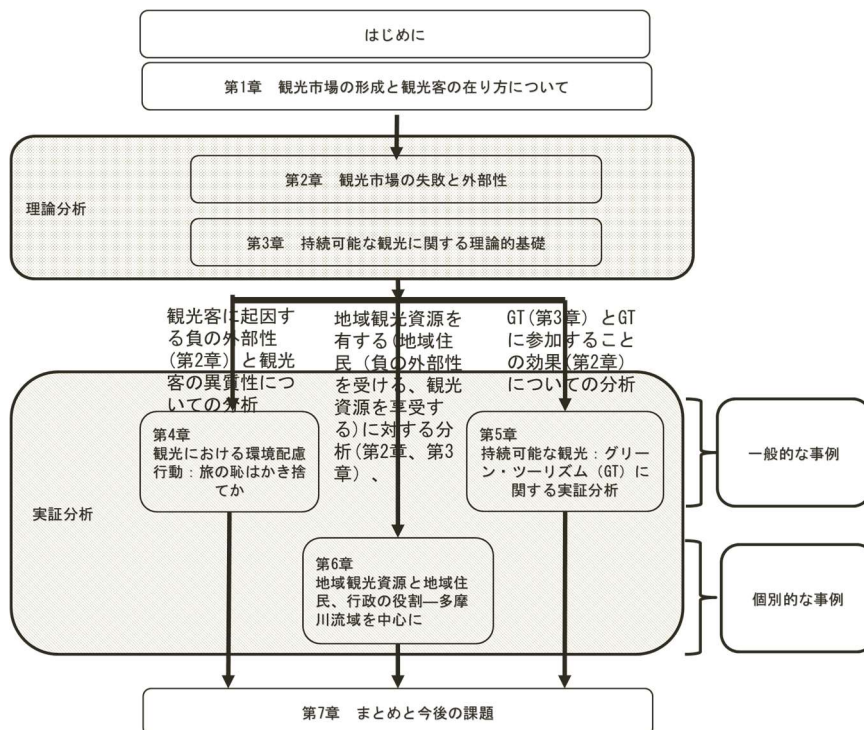 はじめに
第1章　観光市場の形成と観光客の在り方について
理論分析
第2章　観光市場の失敗と外部性
第3章　持続可能な観光に関する理論的基礎
観光客に起因す
る負の外部性
(第2章)と観光
客の異質性につ
いての分析
地域観光資源を
有する(地域住
民（負の外部性
を受ける、観光
資源を享受す
る)に対する分
析(第2章、第3
章)、
GT(第3章)とGT
に参加すること
の効果(第2章)
についての分析
実証分析
第4章
観光における環境配慮
行動：旅の恥はかき捨
てか
第5章
持続可能な観光：グリー
ン・ツーリズム（GT）に
関する実証分析
一般的な事例
第6章
地域観光資源と地域住
民、行政の役割―多摩
川流域を中心に
個別的な事例
第7章　まとめと今後の課題